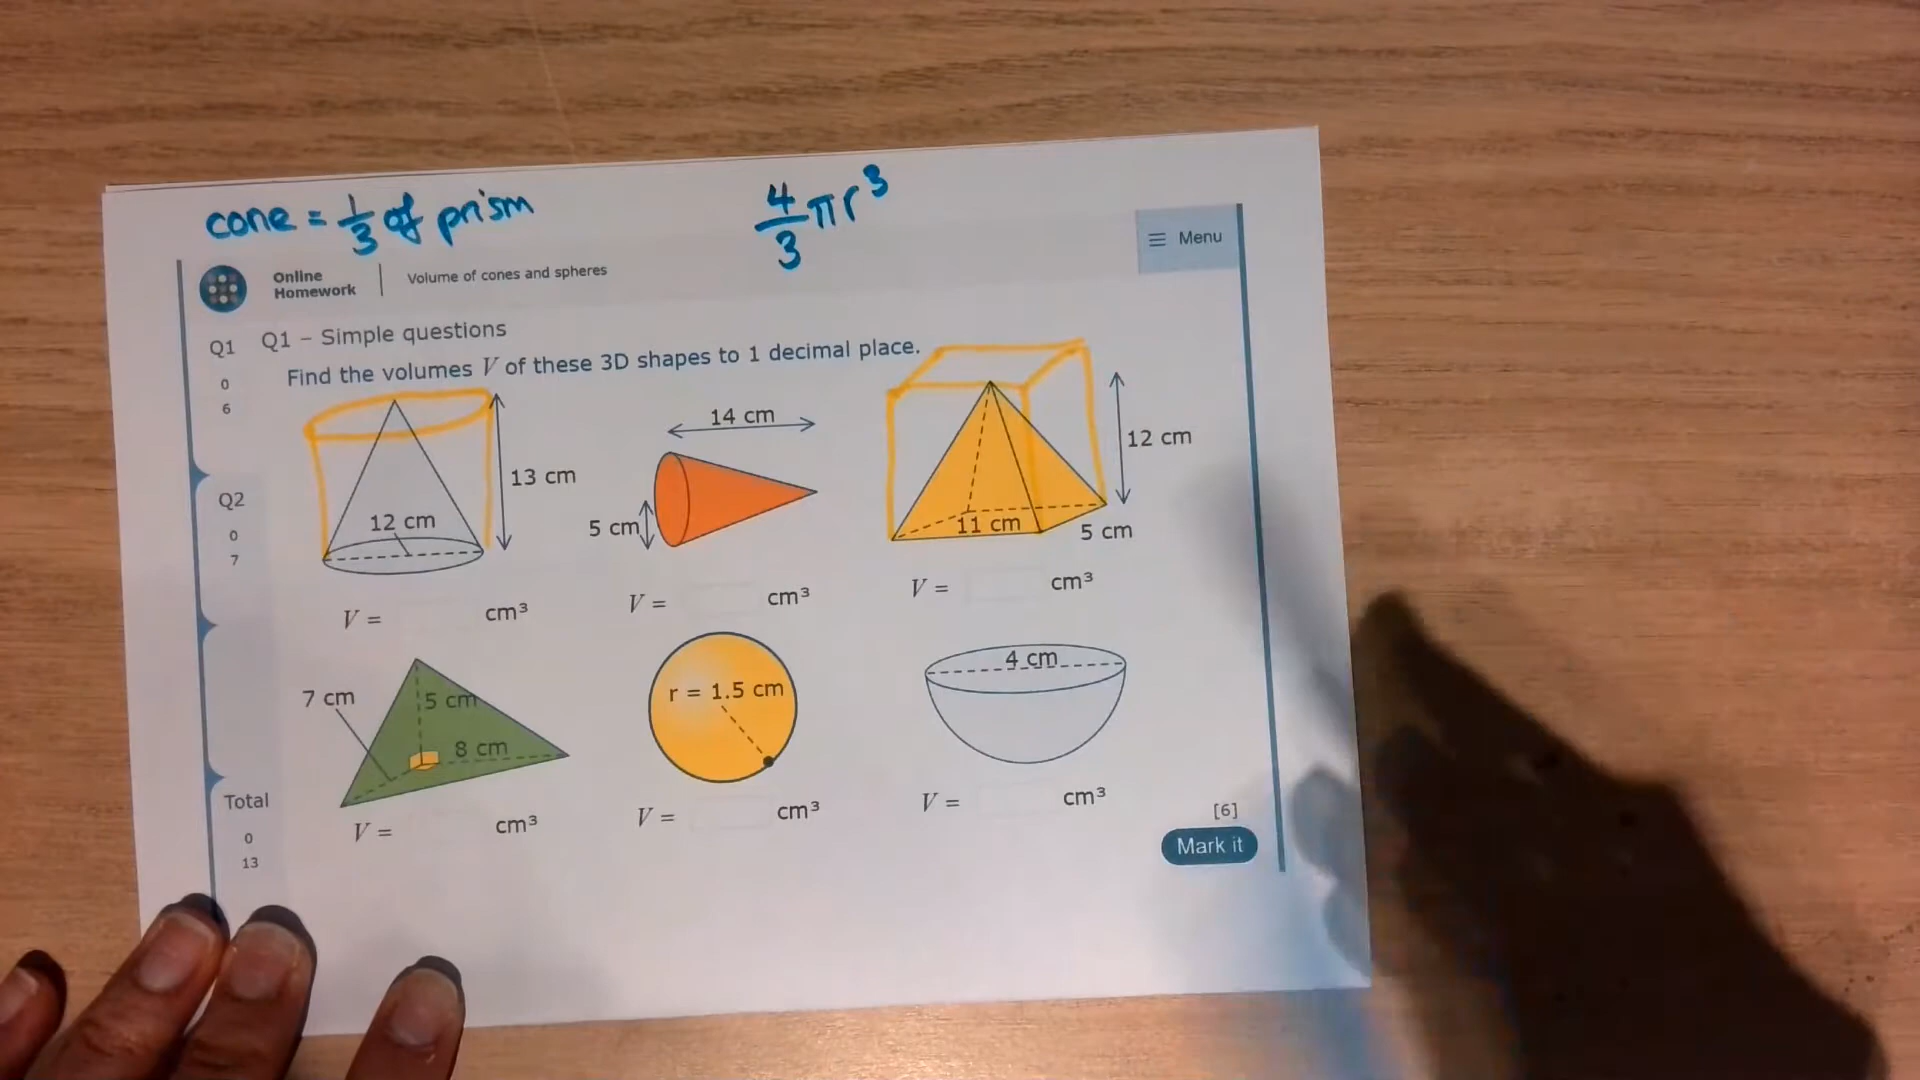 cone = 1/3 of prism
4/3 πr³
Menu
Online
Homework
Volume of cones and spheres
Q1
0
6
Q1 – Simple questions
Find the volumes V of these 3D shapes to 1 decimal place.
13 cm
12 cm
V = cm³
14 cm
5 cm
V = cm³
12 cm
11 cm
5 cm
V = cm³
Q2
0
7
7 cm
5 cm
8 cm
V = cm³
r = 1.5 cm
V = cm³
4 cm
V = cm³
Total
0
13
[6]
Mark it